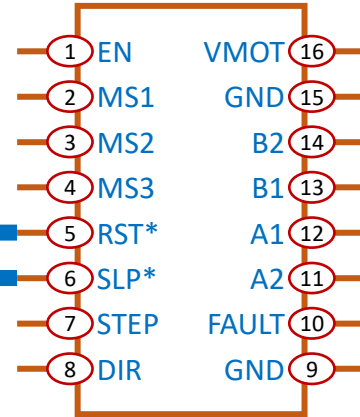 1 EN VMOT 16
2 MS1 GND 15
3 MS2 B2 14
4 MS3 B1 13
5 RST* A1 12
6 SLP* A2 11
7 STEP FAULT 10
8 DIR GND 9